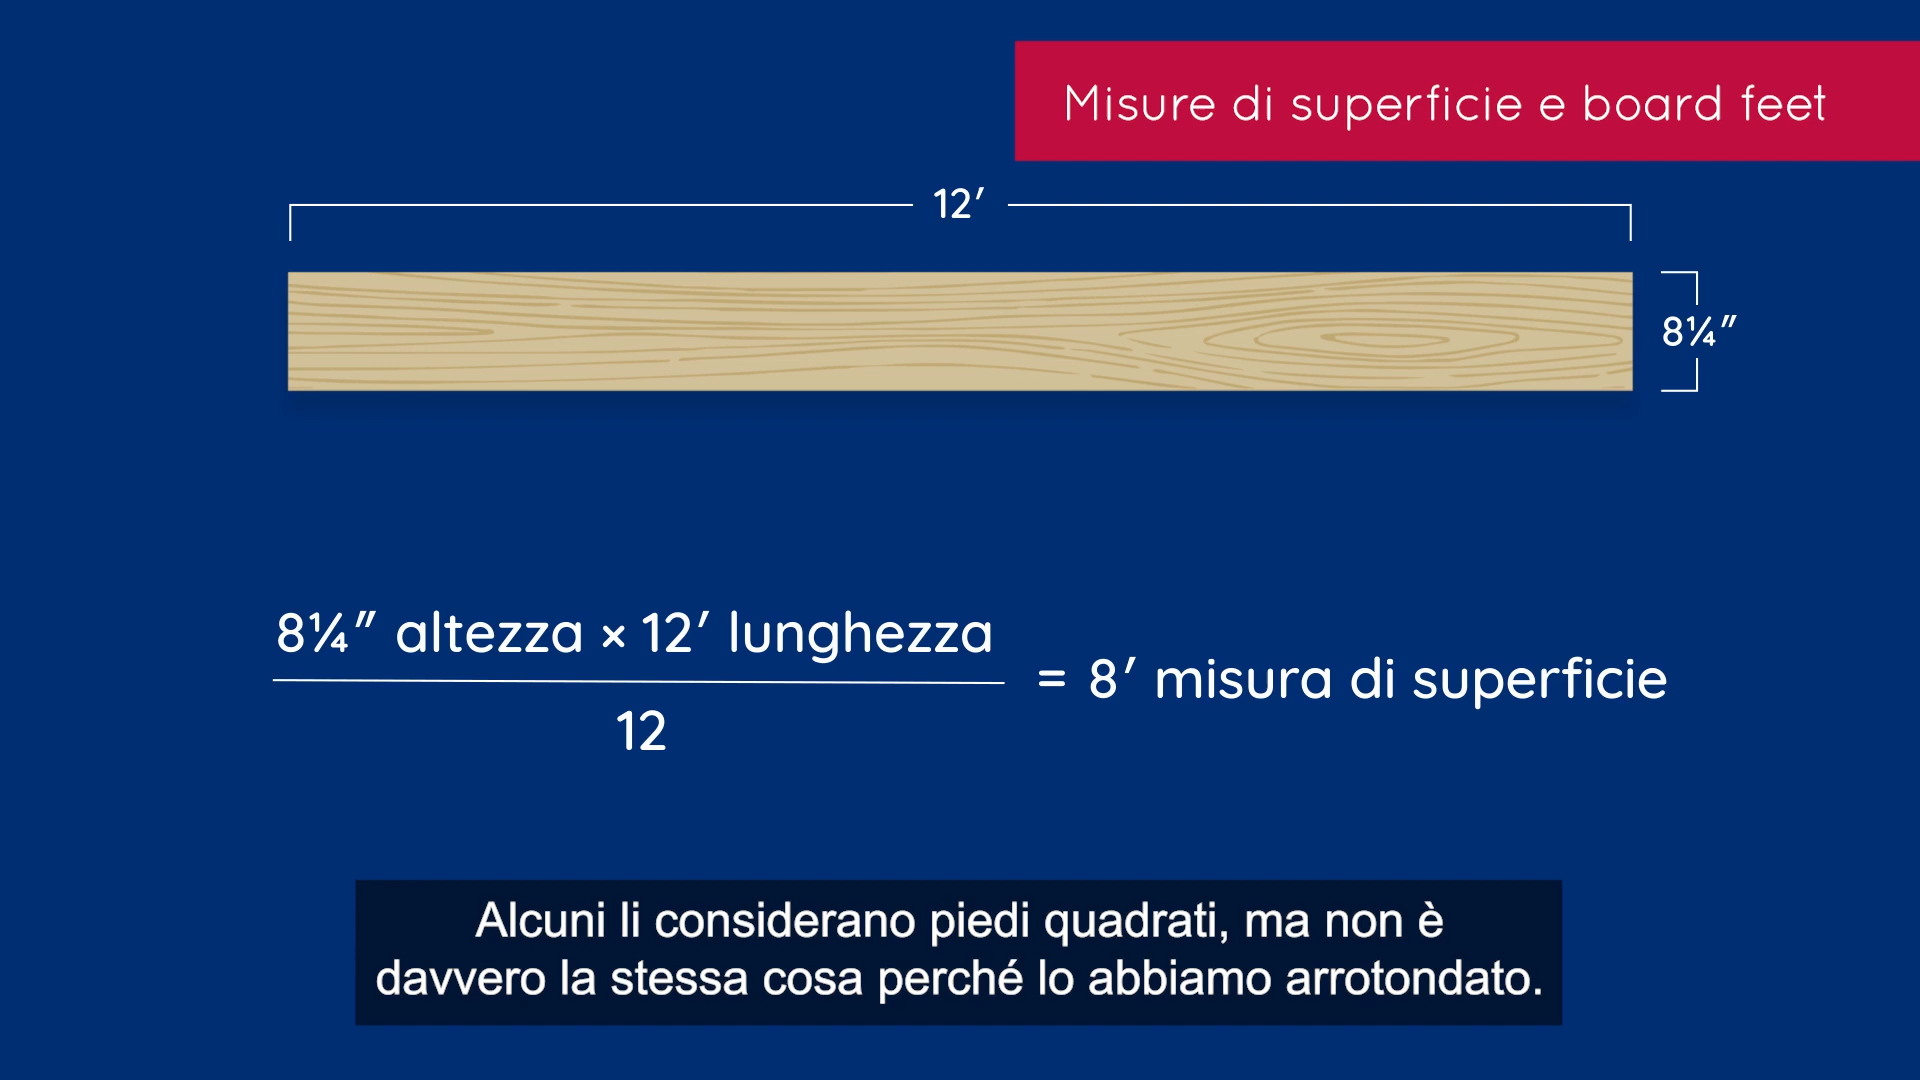 Misure di superficie e board feet
12′
8¼″
8¼″ altezza × 12′ lunghezza
12
= 8′ misura di superficie
Alcuni li considerano piedi quadrati, ma non è
davvero la stessa cosa perché lo abbiamo arrotondato.